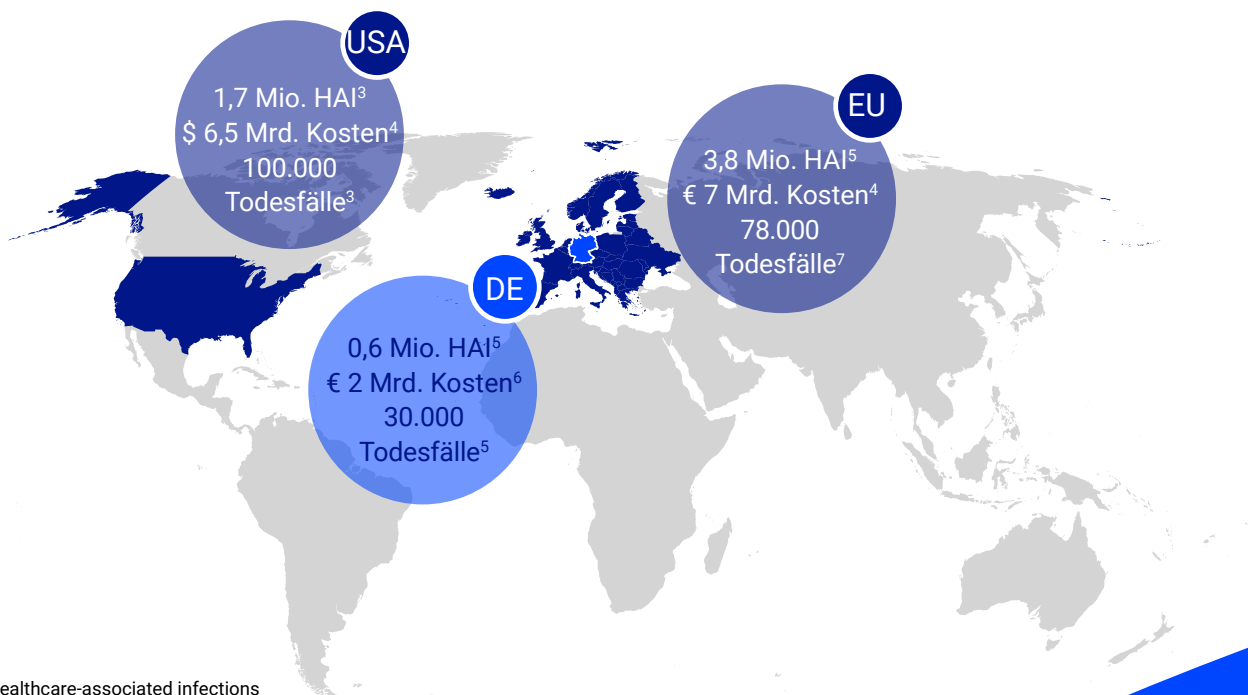 USA
1,7 Mio. HAI³
$ 6,5 Mrd. Kosten⁴
100.000
Todesfälle³
EU
3,8 Mio. HAI⁵
€ 7 Mrd. Kosten⁴
78.000
Todesfälle⁷
DE
0,6 Mio. HAI⁵
€ 2 Mrd. Kosten⁶
30.000
Todesfälle⁵
ealthcare-associated infections